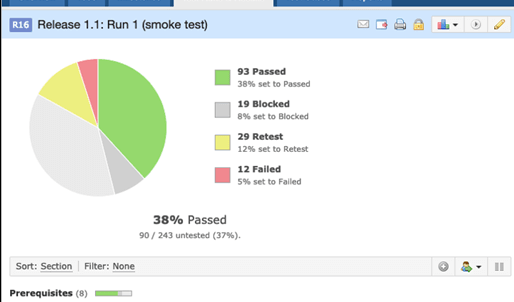 R16 Release 1.1: Run 1 (smoke test)
93 Passed
38% set to Passed
19 Blocked
8% set to Blocked
29 Retest
12% set to Retest
12 Failed
5% set to Failed
38% Passed
90 / 243 untested (37%).
Sort: Section Filter: None
Prerequisites (8)